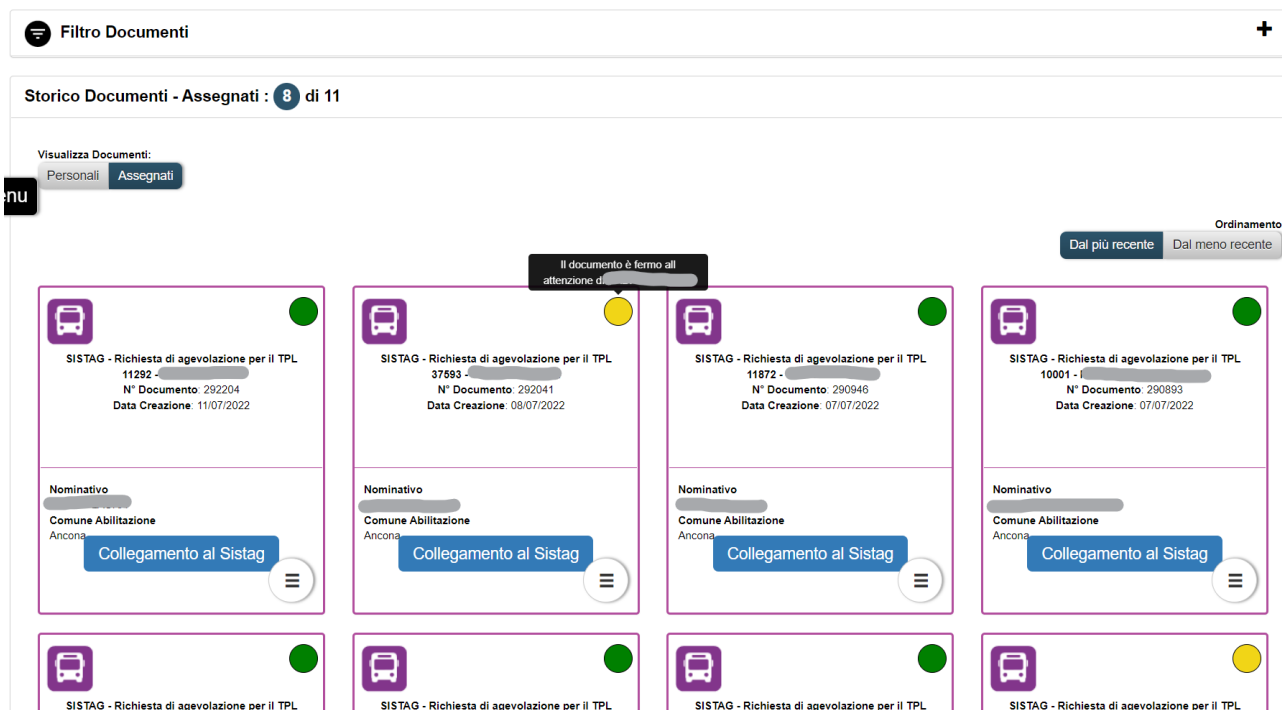 Filtro Documenti
Storico Documenti - Assegnati : 8 di 11
Visualizza Documenti:
Personali Assegnati
enu
Ordinamento
Dal più recente Dal meno recente
Il documento è fermo all
attenzione di
SISTAG - Richiesta di agevolazione per il TPL
11292 -
N° Documento: 292204
Data Creazione: 11/07/2022
Nominativo
Comune Abilitazione
Ancona
Collegamento al Sistag
SISTAG - Richiesta di agevolazione per il TPL
37593 -
N° Documento: 292041
Data Creazione: 08/07/2022
Nominativo
Comune Abilitazione
Ancona
Collegamento al Sistag
SISTAG - Richiesta di agevolazione per il TPL
11872 -
N° Documento: 290946
Data Creazione: 07/07/2022
Nominativo
Comune Abilitazione
Ancona
Collegamento al Sistag
SISTAG - Richiesta di agevolazione per il TPL
10001 -
N° Documento: 290893
Data Creazione: 07/07/2022
Nominativo
Comune Abilitazione
Ancona
Collegamento al Sistag
SISTAG - Richiesta di agevolazione per il TPL
SISTAG - Richiesta di agevolazione per il TPL
SISTAG - Richiesta di agevolazione per il TPL
SISTAG - Richiesta di agevolazione per il TPL